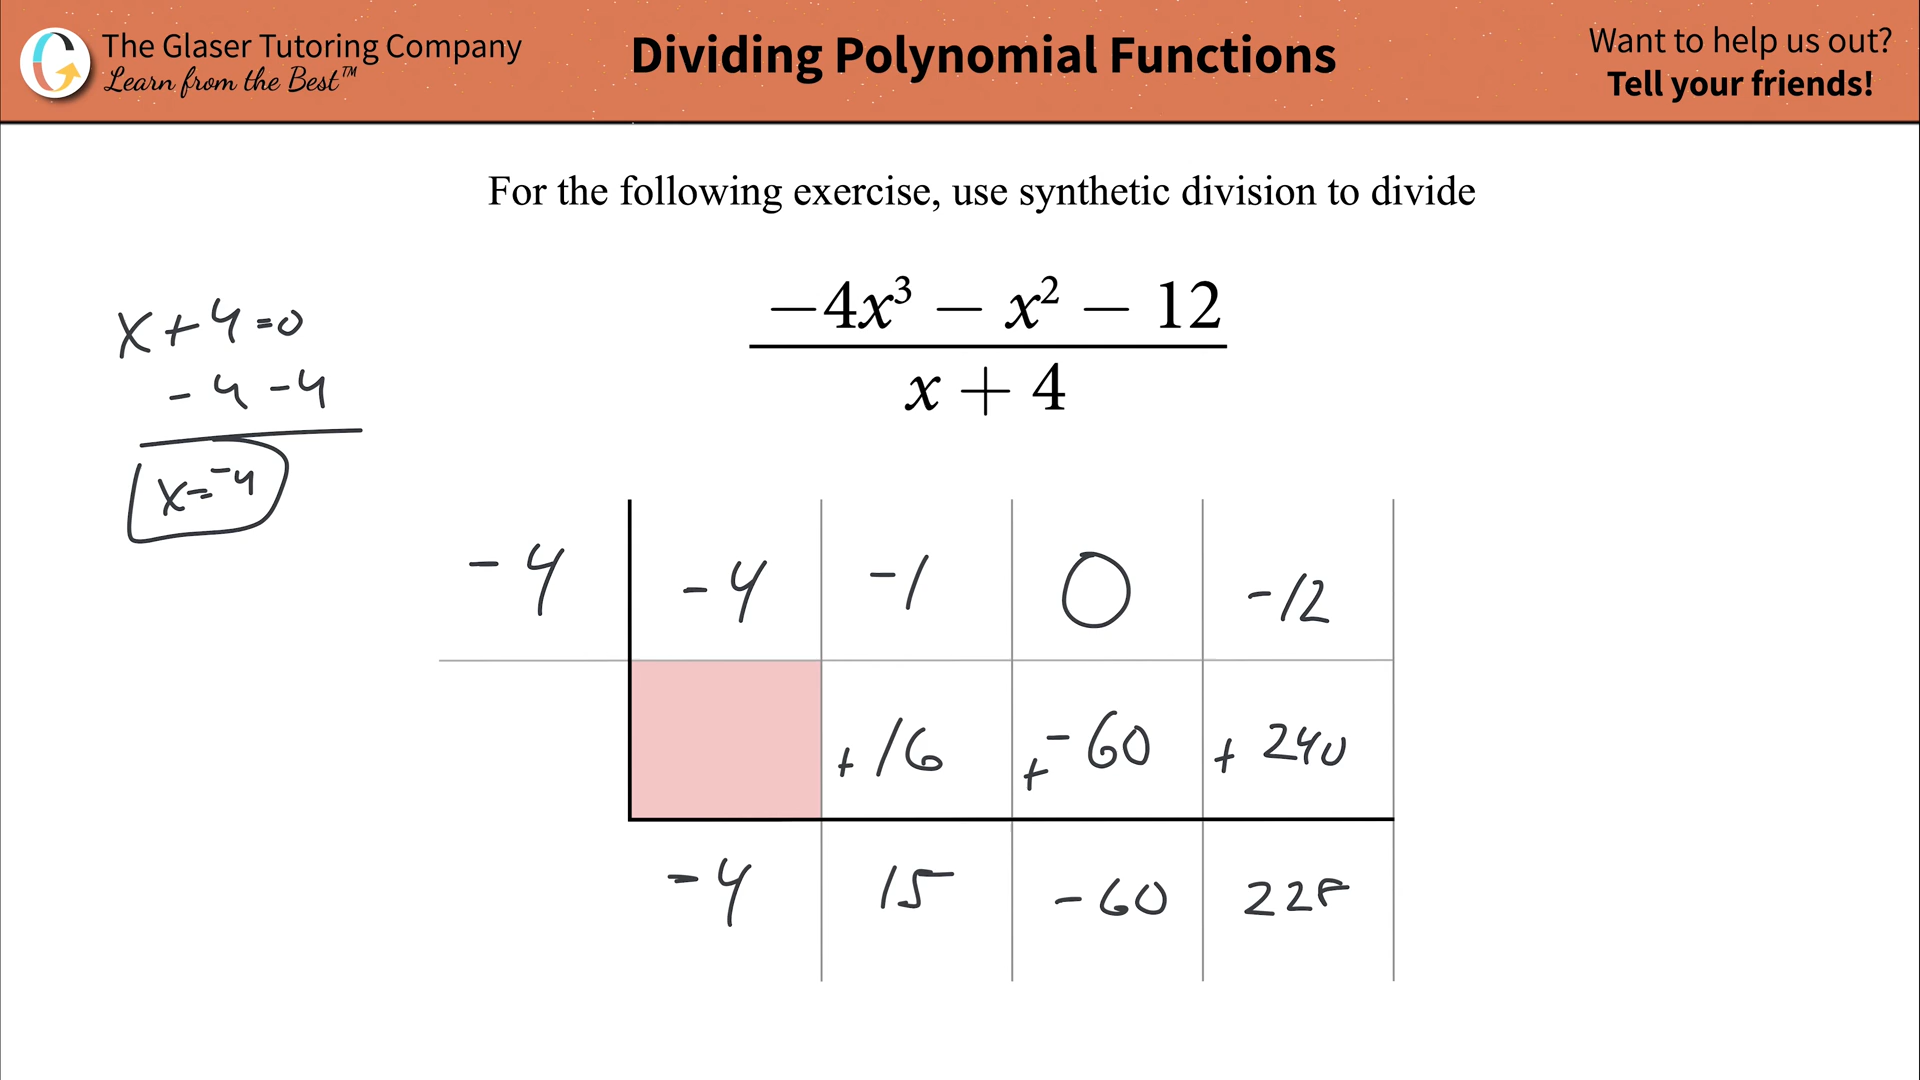 The Glaser Tutoring Company
Learn from the Best™
Dividing Polynomial Functions
Want to help us out?
Tell your friends!
For the following exercise, use synthetic division to divide
−4x³ − x² − 12
x + 4
x+4=0
-4 -4
x=-4
-4 -4 -1 0 -12
+16 +-60 +240
-4 15 -60